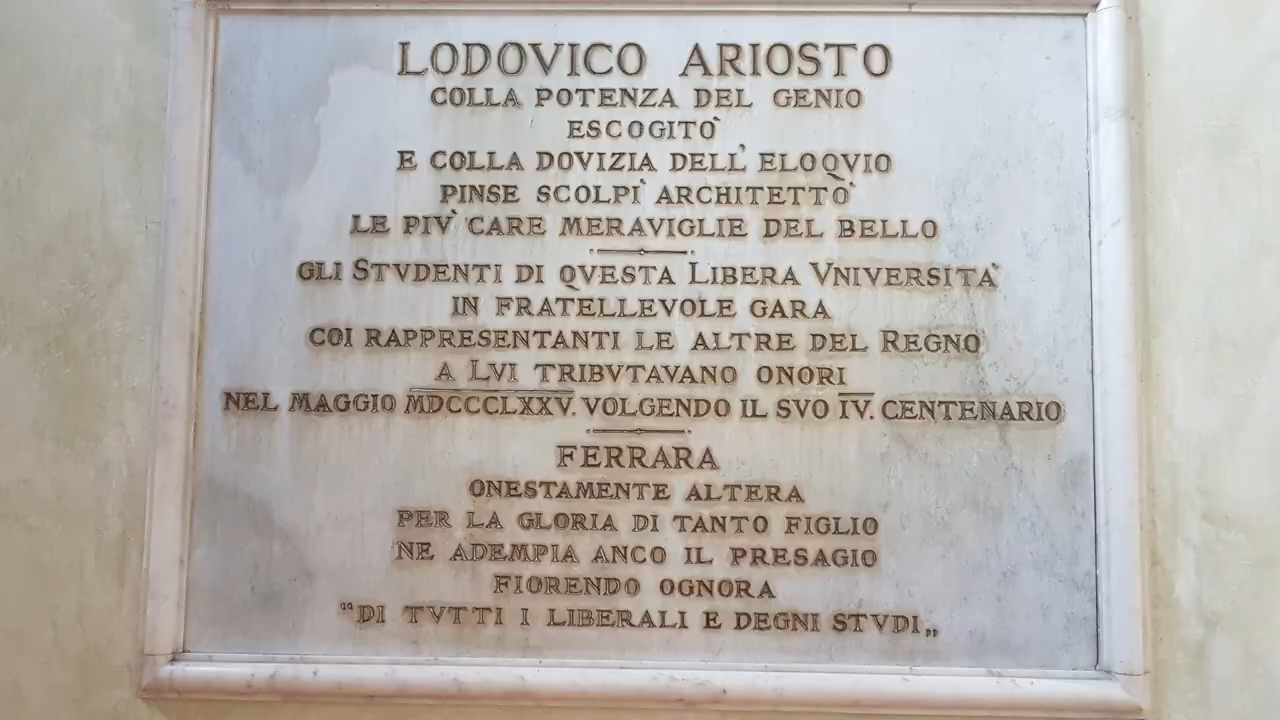 LODOVICO ARIOSTO
COLLA POTENZA DEL GENIO
ESCOGITÒ
E COLLA DOVIZIA DELL' ELOQVIO
PINSE SCOLPÌ ARCHITETTÒ
LE PIV̀ CARE MERAVIGLIE DEL BELLO
GLI STVDENTI DI QVESTA LIBERA VNIVERSITÀ
IN FRATELLEVOLE GARA
COI RAPPRESENTANTI LE ALTRE DEL REGNO
A LVI TRIBVTAVANO ONORI
NEL MAGGIO MDCCCLXXV. VOLGENDO IL SVO IV. CENTENARIO
FERRARA
ONESTAMENTE ALTERA
PER LA GLORIA DI TANTO FIGLIO
NE ADEMPIA ANCO IL PRESAGIO
FIORENDO OGNORA
“DI TVTTI I LIBERALI E DEGNI STVDI„